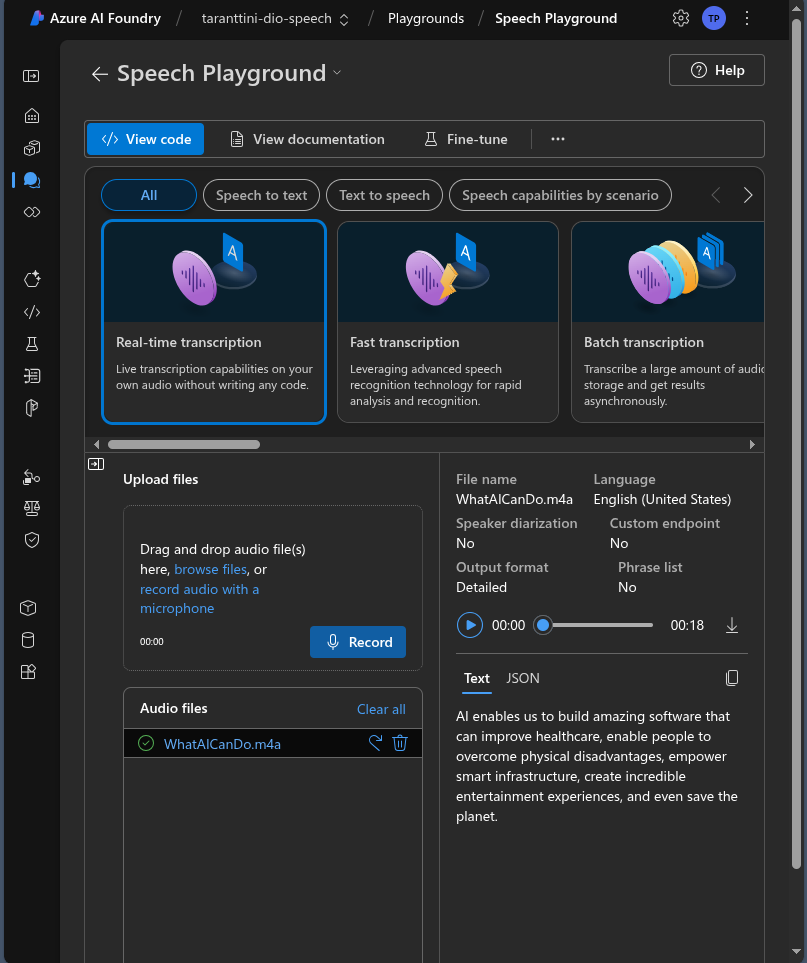 Azure AI Foundry / taranttini-dio-speech / Playgrounds / Speech Playground TP
Speech Playground
Help
View code View documentation Fine-tune
All Speech to text Text to speech Speech capabilities by scenario
A A A
Real-time transcription
Live transcription capabilities on your
own audio without writing any code.
Fast transcription
Leveraging advanced speech
recognition technology for rapid
analysis and recognition.
Batch transcription
Transcribe a large amount of audio
storage and get results
asynchronously.
Upload files
Drag and drop audio file(s)
here, browse files, or
record audio with a
microphone
00:00
Record
Audio files Clear all
WhatAICanDo.m4a
File name Language
WhatAICanDo.m4a English (United States)
Speaker diarization Custom endpoint
No No
Output format Phrase list
Detailed No
00:00 00:18
Text JSON
AI enables us to build amazing software that
can improve healthcare, enable people to
overcome physical disadvantages, empower
smart infrastructure, create incredible
entertainment experiences, and even save the
planet.